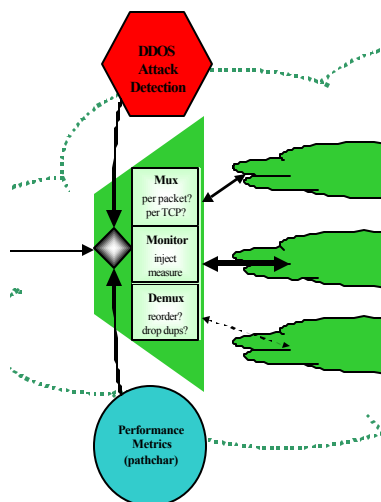 DDOS
Attack
Detection
Mux
per packet?
per TCP?
Monitor
inject
measure
Demux
reorder?
drop dups?
Performance
Metrics
(pathchar)